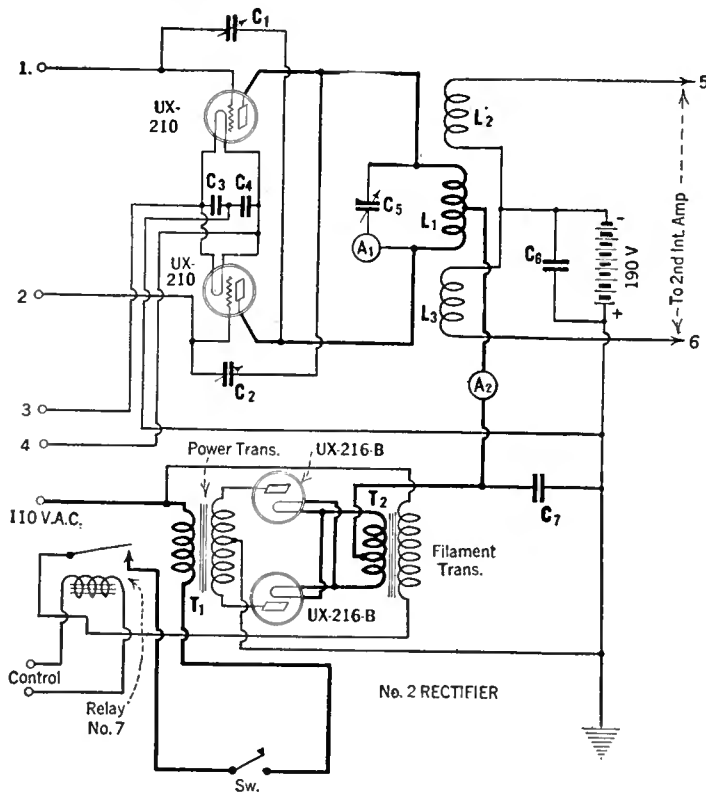 C1
1.
5
UX-
210
L2
C3 C4
C5
L1
A1
C6
-
190 V
+
To 2nd Int. Amp
UX-
210
2
L3
6
C2
A2
3
4
Power Trans.
UX-216-B
110 V.A.C.
T2
C7
Filament
Trans.
T1
UX-216-B
Control
Relay
No. 7
No. 2 RECTIFIER
Sw.